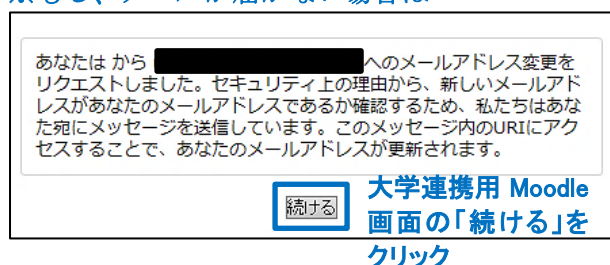 あなたは から へのメールアドレス変更を
リクエストしました。セキュリティ上の理由から、新しいメールアド
レスがあなたのメールアドレスであるか確認するため、私たちはあな
た宛にメッセージを送信しています。このメッセージ内のURIにアク
セスすることで、あなたのメールアドレスが更新されます。
続ける
大学連携用 Moodle
画面の「続ける」を
クリック